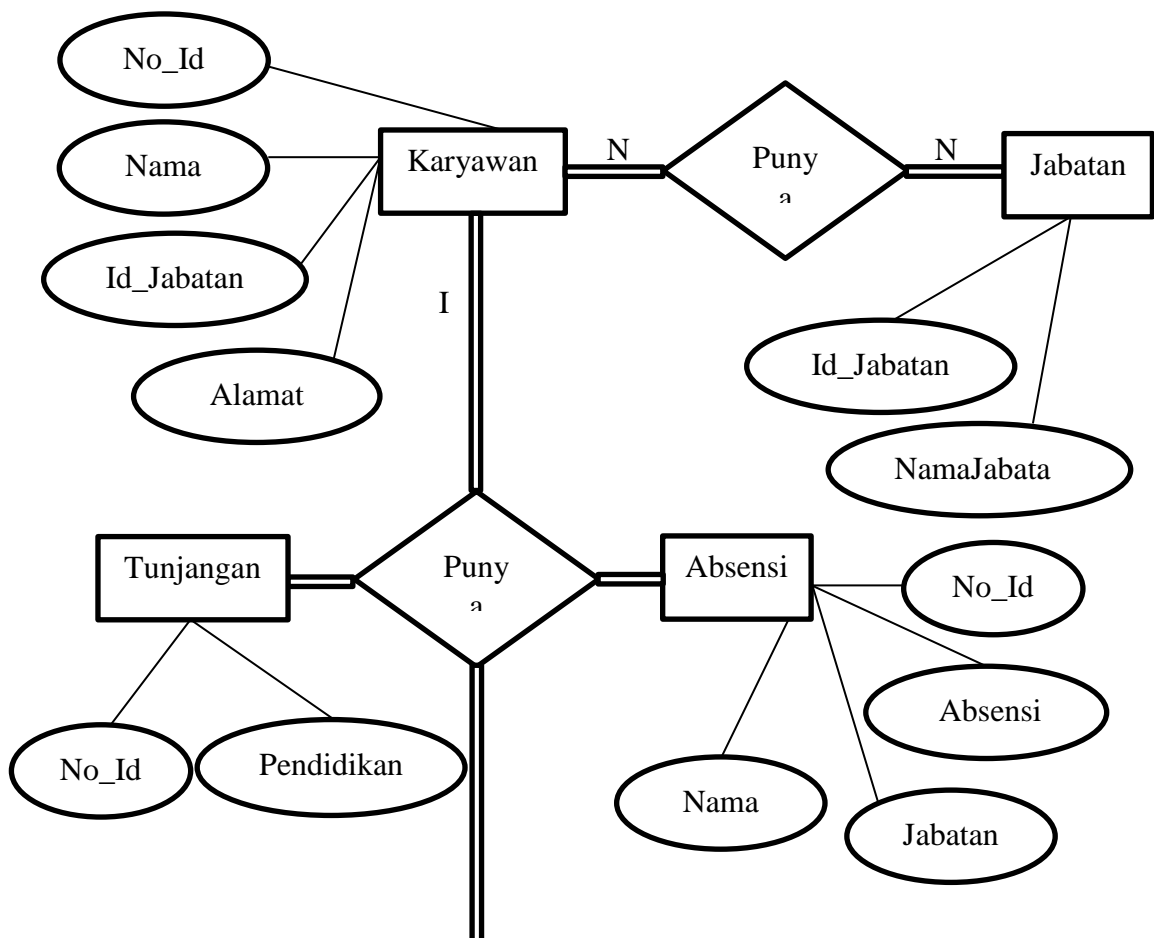 No_Id
Nama
Id_Jabatan
Alamat
Karyawan
N
Puny
a
N
Jabatan
I
Id_Jabatan
NamaJabata
Tunjangan
Puny
a
Absensi
No_Id
Absensi
Jabatan
Nama
No_Id
Pendidikan